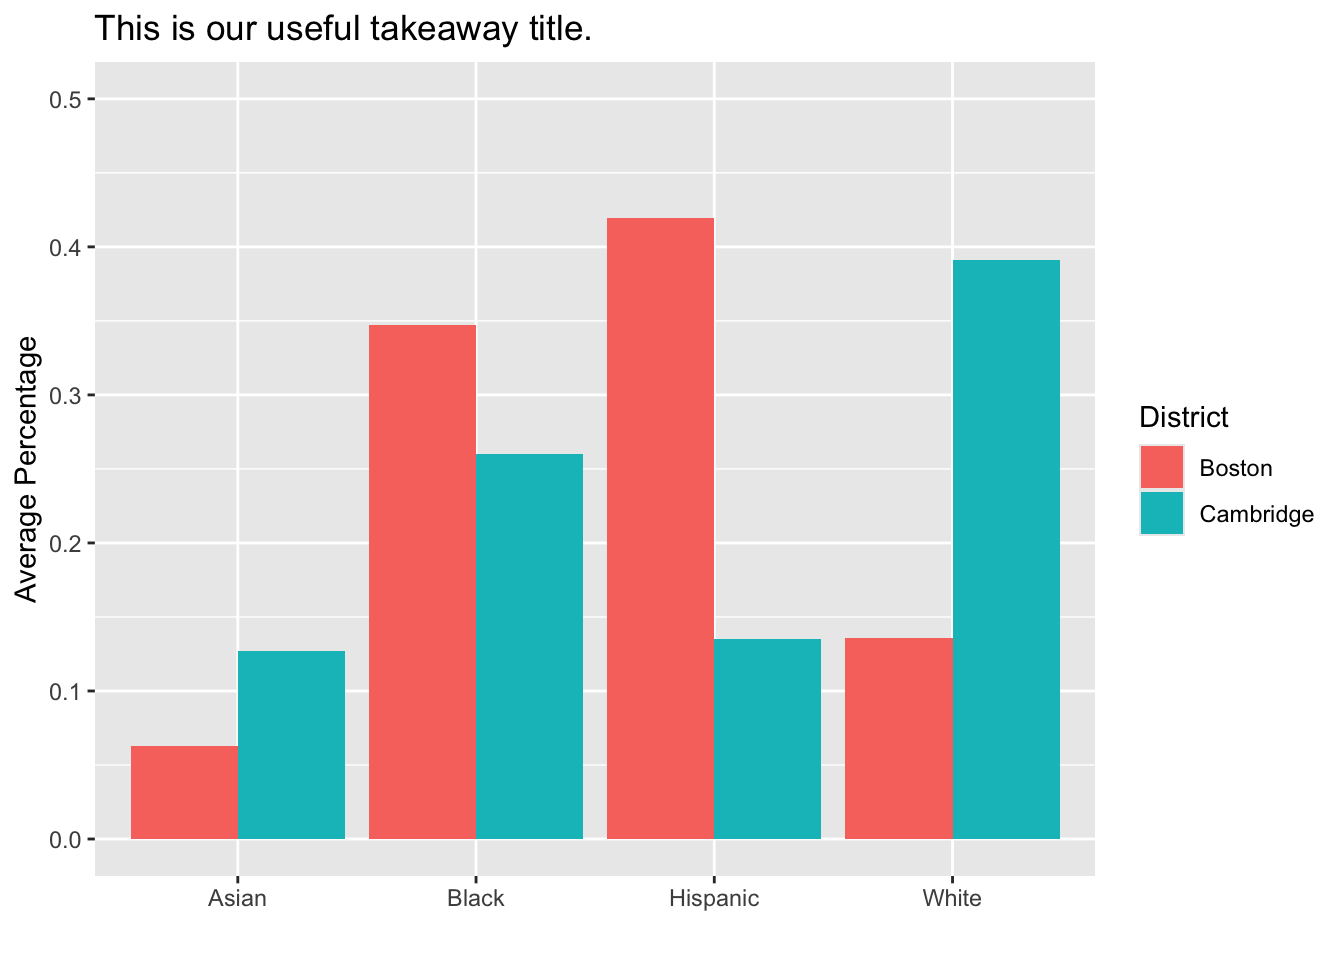 This is our useful takeaway title.
0.5
0.4
0.3
0.2
0.1
0.0
Average Percentage
Asian Black Hispanic White
District
Boston
Cambridge